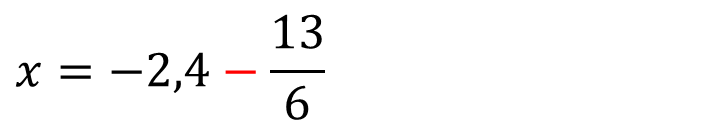 x = −2,4 − 13/6